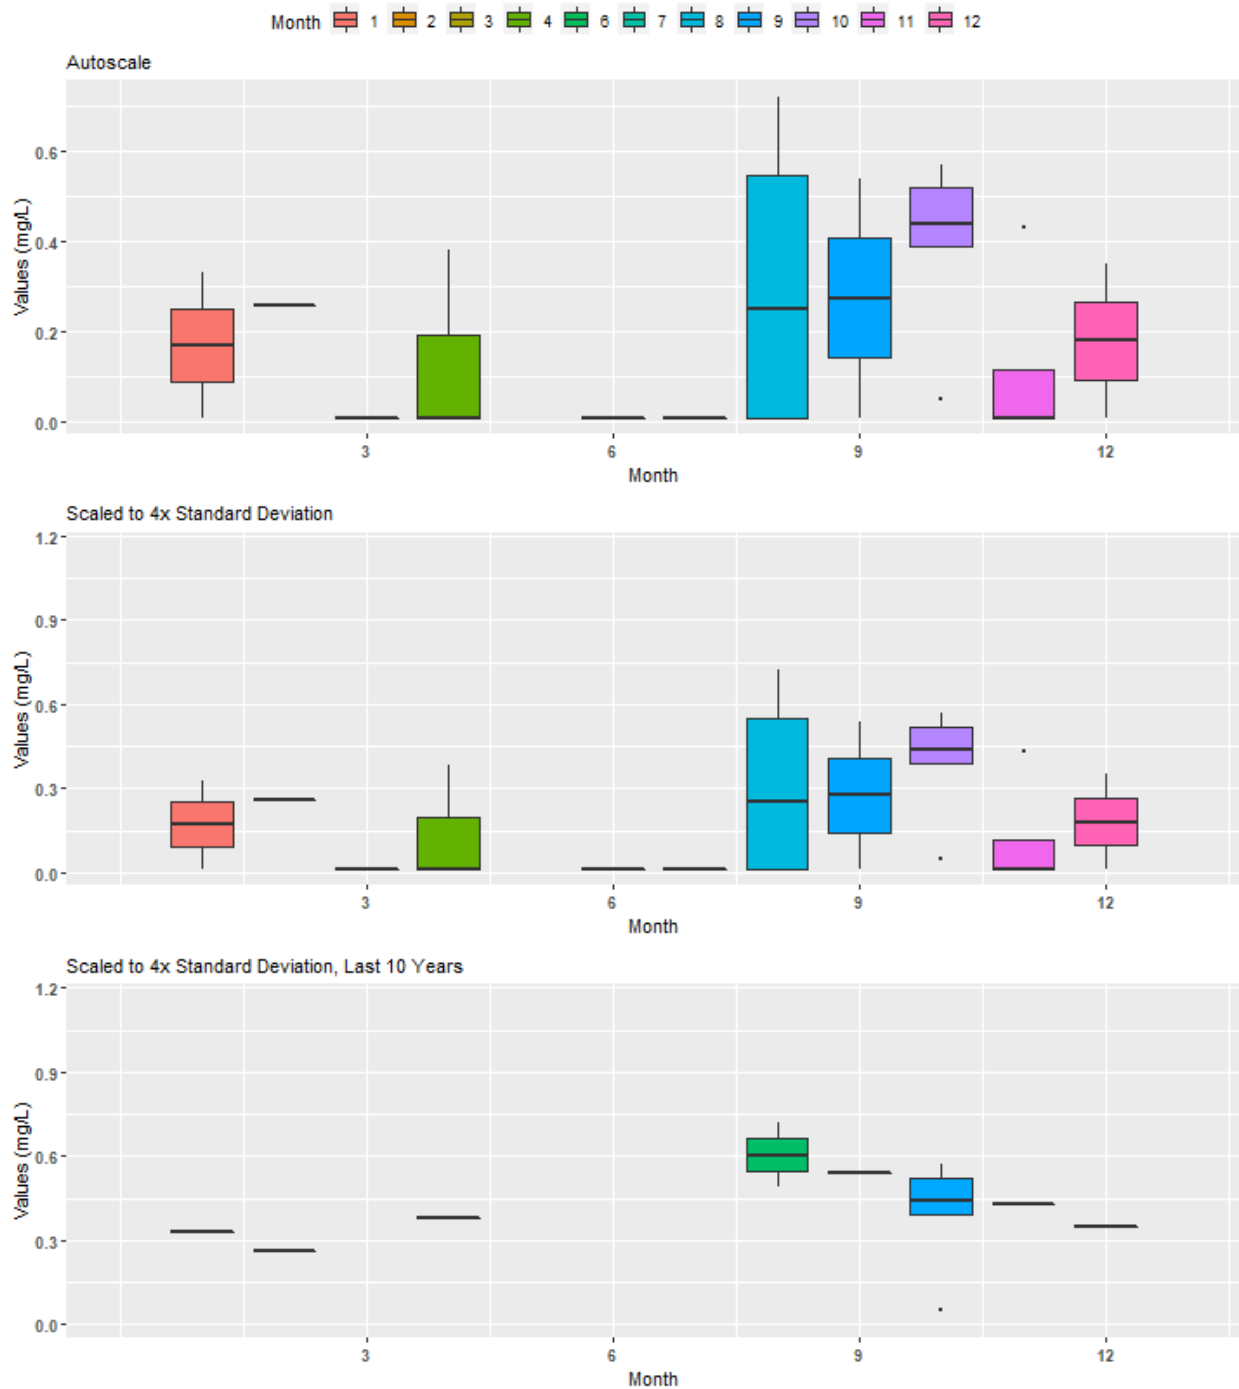 Month 1 2 3 4 6 7 8 9 10 11 12
Autoscale
Values (mg/L)
0.6
0.4
0.2
0.0
3 6 9 12
Month
Scaled to 4x Standard Deviation
Values (mg/L)
1.2
0.9
0.6
0.3
0.0
3 6 9 12
Month
Scaled to 4x Standard Deviation, Last 10 Years
Values (mg/L)
1.2
0.9
0.6
0.3
0.0
3 6 9 12
Month